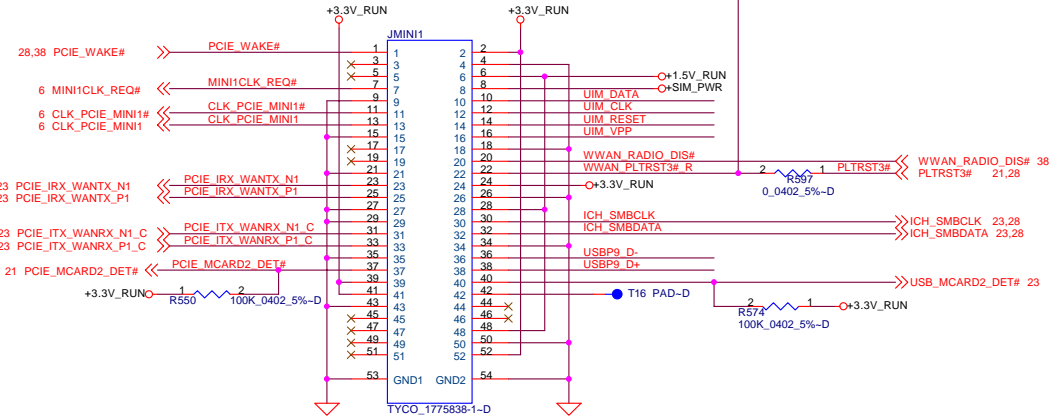 +3.3V_RUN
+3.3V_RUN
JMINI1
28,38 PCIE_WAKE# PCIE_WAKE# 1 1 2 2
3 3 4 4
5 5 6 6 +1.5V_RUN
6 MINI1CLK_REQ# MINI1CLK_REQ# 7 7 8 8 +SIM_PWR
9 9 10 10 UIM_DATA
6 CLK_PCIE_MINI1# CLK_PCIE_MINI1# 11 11 12 12 UIM_CLK
6 CLK_PCIE_MINI1 CLK_PCIE_MINI1 13 13 14 14 UIM_RESET
15 15 16 16 UIM_VPP
17 17 18 18
19 19 20 20 WWAN_RADIO_DIS# WWAN_RADIO_DIS# 38
21 21 22 22 WWAN_PLTRST3#_R 2 1 PLTRST3# PLTRST3# 21,28
R597
0_0402_5%~D
23 PCIE_IRX_WANTX_N1 PCIE_IRX_WANTX_N1 23 23 24 24 +3.3V_RUN
23 PCIE_IRX_WANTX_P1 PCIE_IRX_WANTX_P1 25 25 26 26
27 27 28 28
29 29 30 30 ICH_SMBCLK ICH_SMBCLK 23,28
23 PCIE_ITX_WANRX_N1_C PCIE_ITX_WANRX_N1_C 31 31 32 32 ICH_SMBDATA ICH_SMBDATA 23,28
23 PCIE_ITX_WANRX_P1_C PCIE_ITX_WANRX_P1_C 33 33 34 34
35 35 36 36 USBP9_D-
21 PCIE_MCARD2_DET# PCIE_MCARD2_DET# 37 37 38 38 USBP9_D+
39 39 40 40 USB_MCARD2_DET# 23
+3.3V_RUN 1 2 41 41 42 42 T16 PAD~D
R550 100K_0402_5%~D
43 43 44 44 2 1 +3.3V_RUN
R574
100K_0402_5%~D
45 45 46 46
47 47 48 48
49 49 50 50
51 51 52 52
53 GND1 GND2 54
TYCO_1775838-1~D